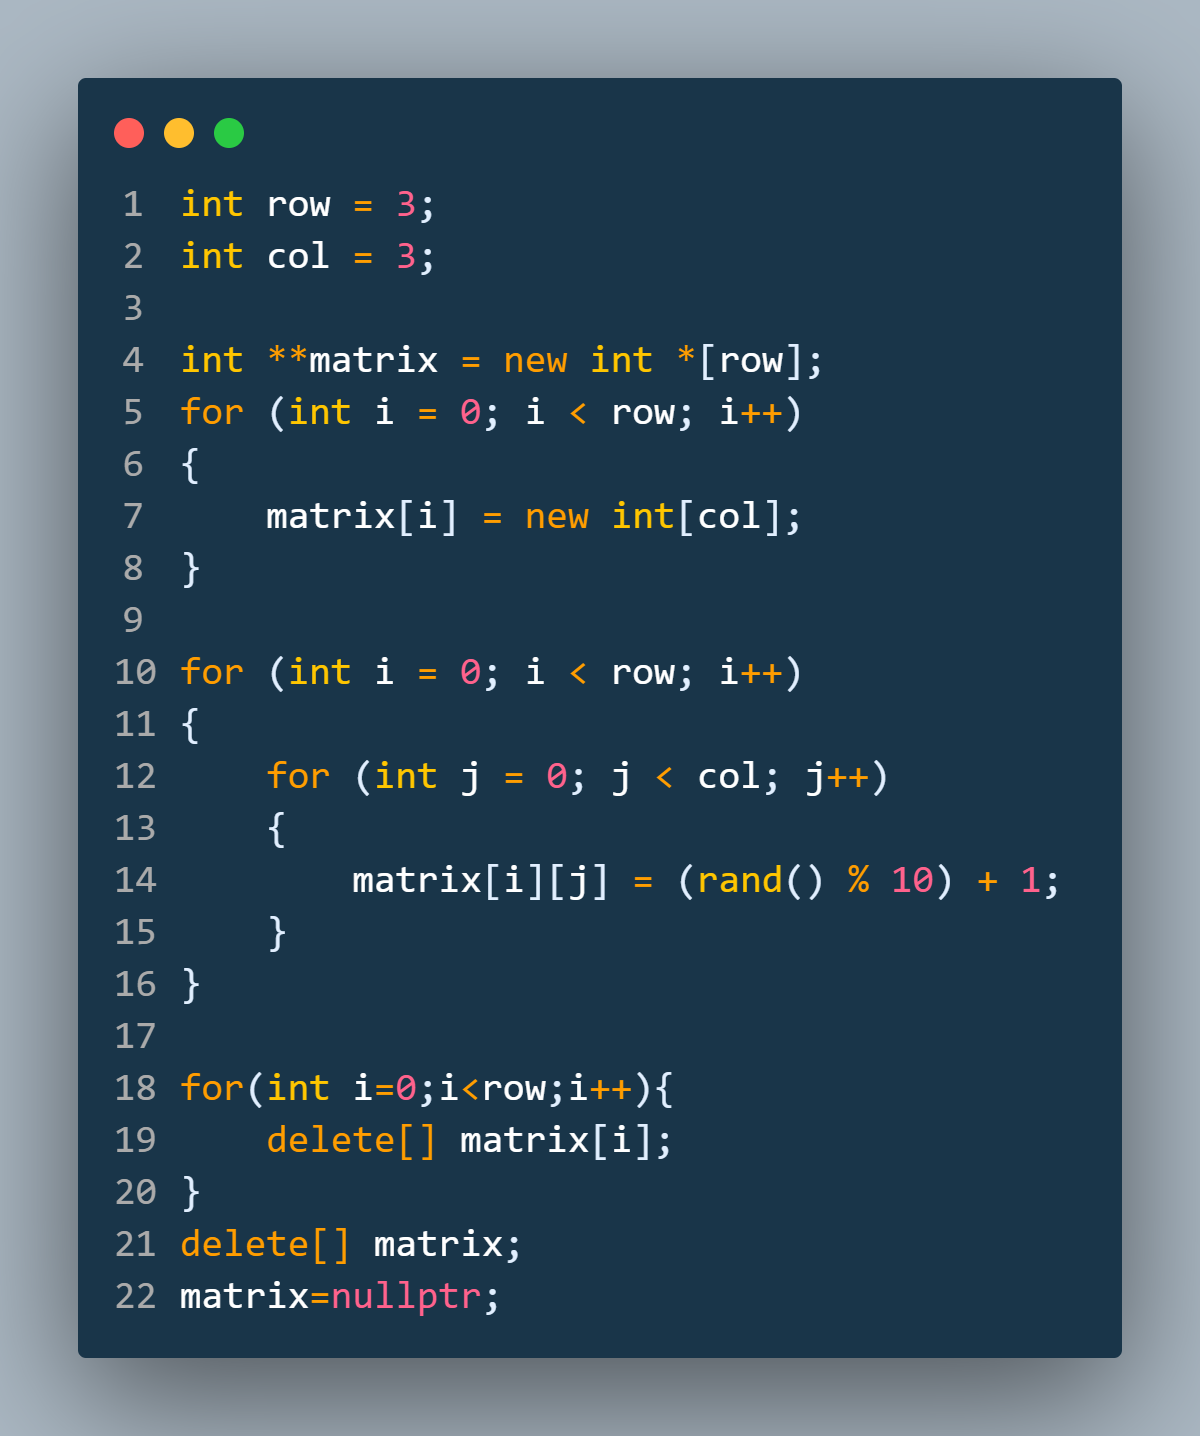 1 int row = 3;
2 int col = 3;
3
4 int **matrix = new int *[row];
5 for (int i = 0; i < row; i++)
6 {
7     matrix[i] = new int[col];
8 }
9
10 for (int i = 0; i < row; i++)
11 {
12     for (int j = 0; j < col; j++)
13     {
14         matrix[i][j] = (rand() % 10) + 1;
15     }
16 }
17
18 for(int i=0;i<row;i++){
19     delete[] matrix[i];
20 }
21 delete[] matrix;
22 matrix=nullptr;